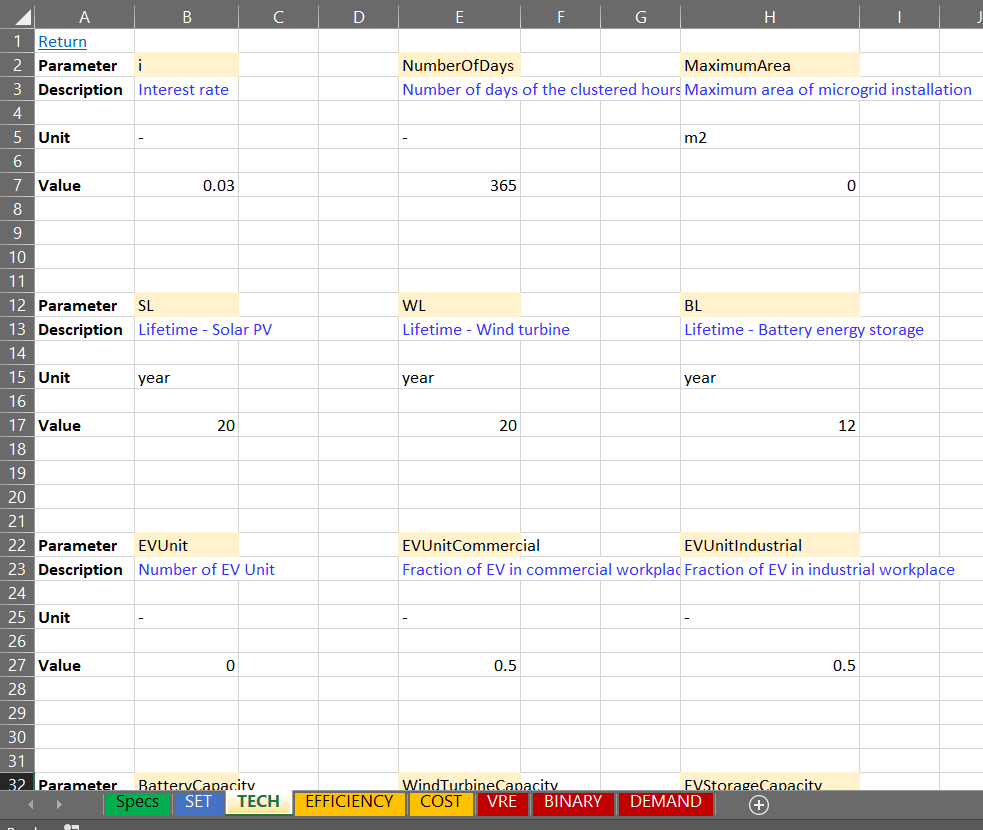 A B C D E F G H I J
1 Return
2 Parameter i NumberOfDays MaximumArea
3 Description Interest rate Number of days of the clustered hours Maximum area of microgrid installation
4
5 Unit - - m2
6
7 Value 0.03 365 0
8
9
10
11
12 Parameter SL WL BL
13 Description Lifetime - Solar PV Lifetime - Wind turbine Lifetime - Battery energy storage
14
15 Unit year year year
16
17 Value 20 20 12
18
19
20
21
22 Parameter EVUnit EVUnitCommercial EVUnitIndustrial
23 Description Number of EV Unit Fraction of EV in commercial workplac Fraction of EV in industrial workplace
24
25 Unit - - -
26
27 Value 0 0.5 0.5
28
29
30
31
32 Parameter BatteryCapacity WindTurbineCapacity EVStorageCapacity
Specs SET TECH EFFICIENCY COST VRE BINARY DEMAND